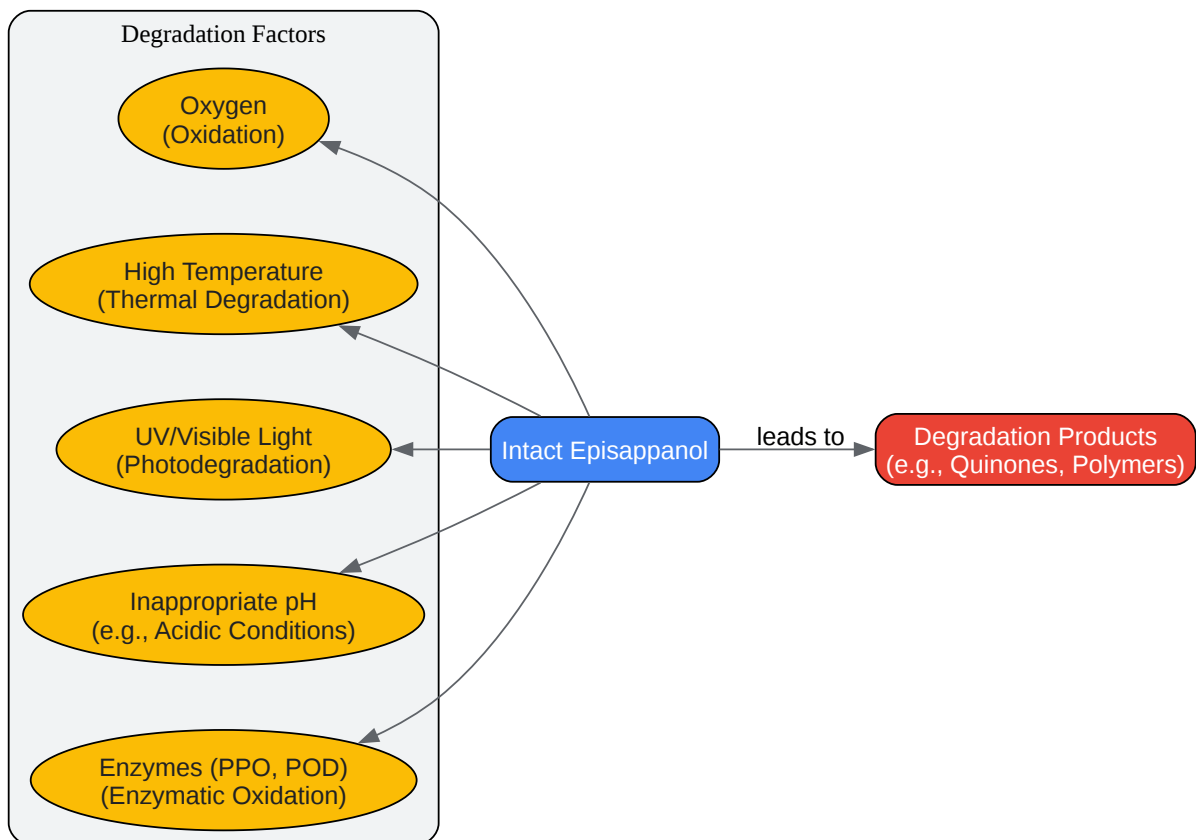 Degradation Factors
Oxygen
(Oxidation)
High Temperature
(Thermal Degradation)
UV/Visible Light
(Photodegradation)
Inappropriate pH
(e.g., Acidic Conditions)
Enzymes (PPO, POD)
(Enzymatic Oxidation)
Intact Episappanol
leads to
Degradation Products
(e.g., Quinones, Polymers)